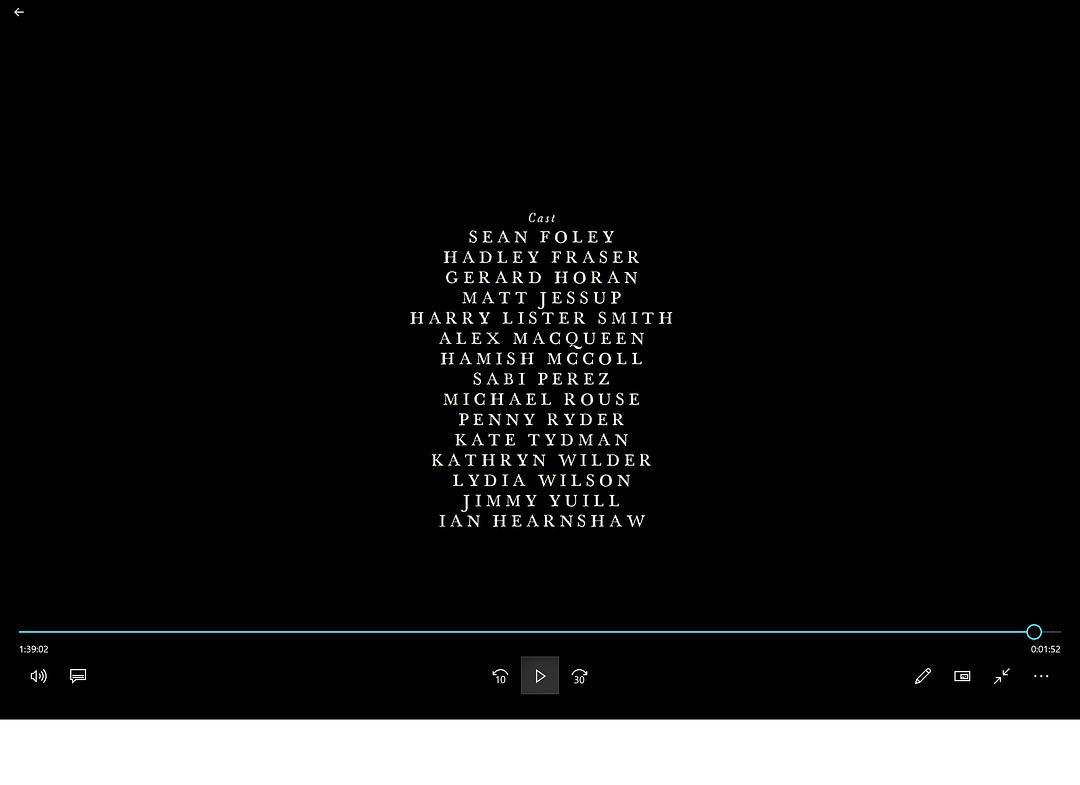 Cast
SEAN FOLEY
HADLEY FRASER
GERARD HORAN
MATT JESSUP
HARRY LISTER SMITH
ALEX MACQUEEN
HAMISH MCCOLL
SABI PEREZ
MICHAEL ROUSE
PENNY RYDER
KATE TYDMAN
KATHRYN WILDER
LYDIA WILSON
JIMMY YUILL
IAN HEARNSHAW
1:39:02 0:01:52
10 30